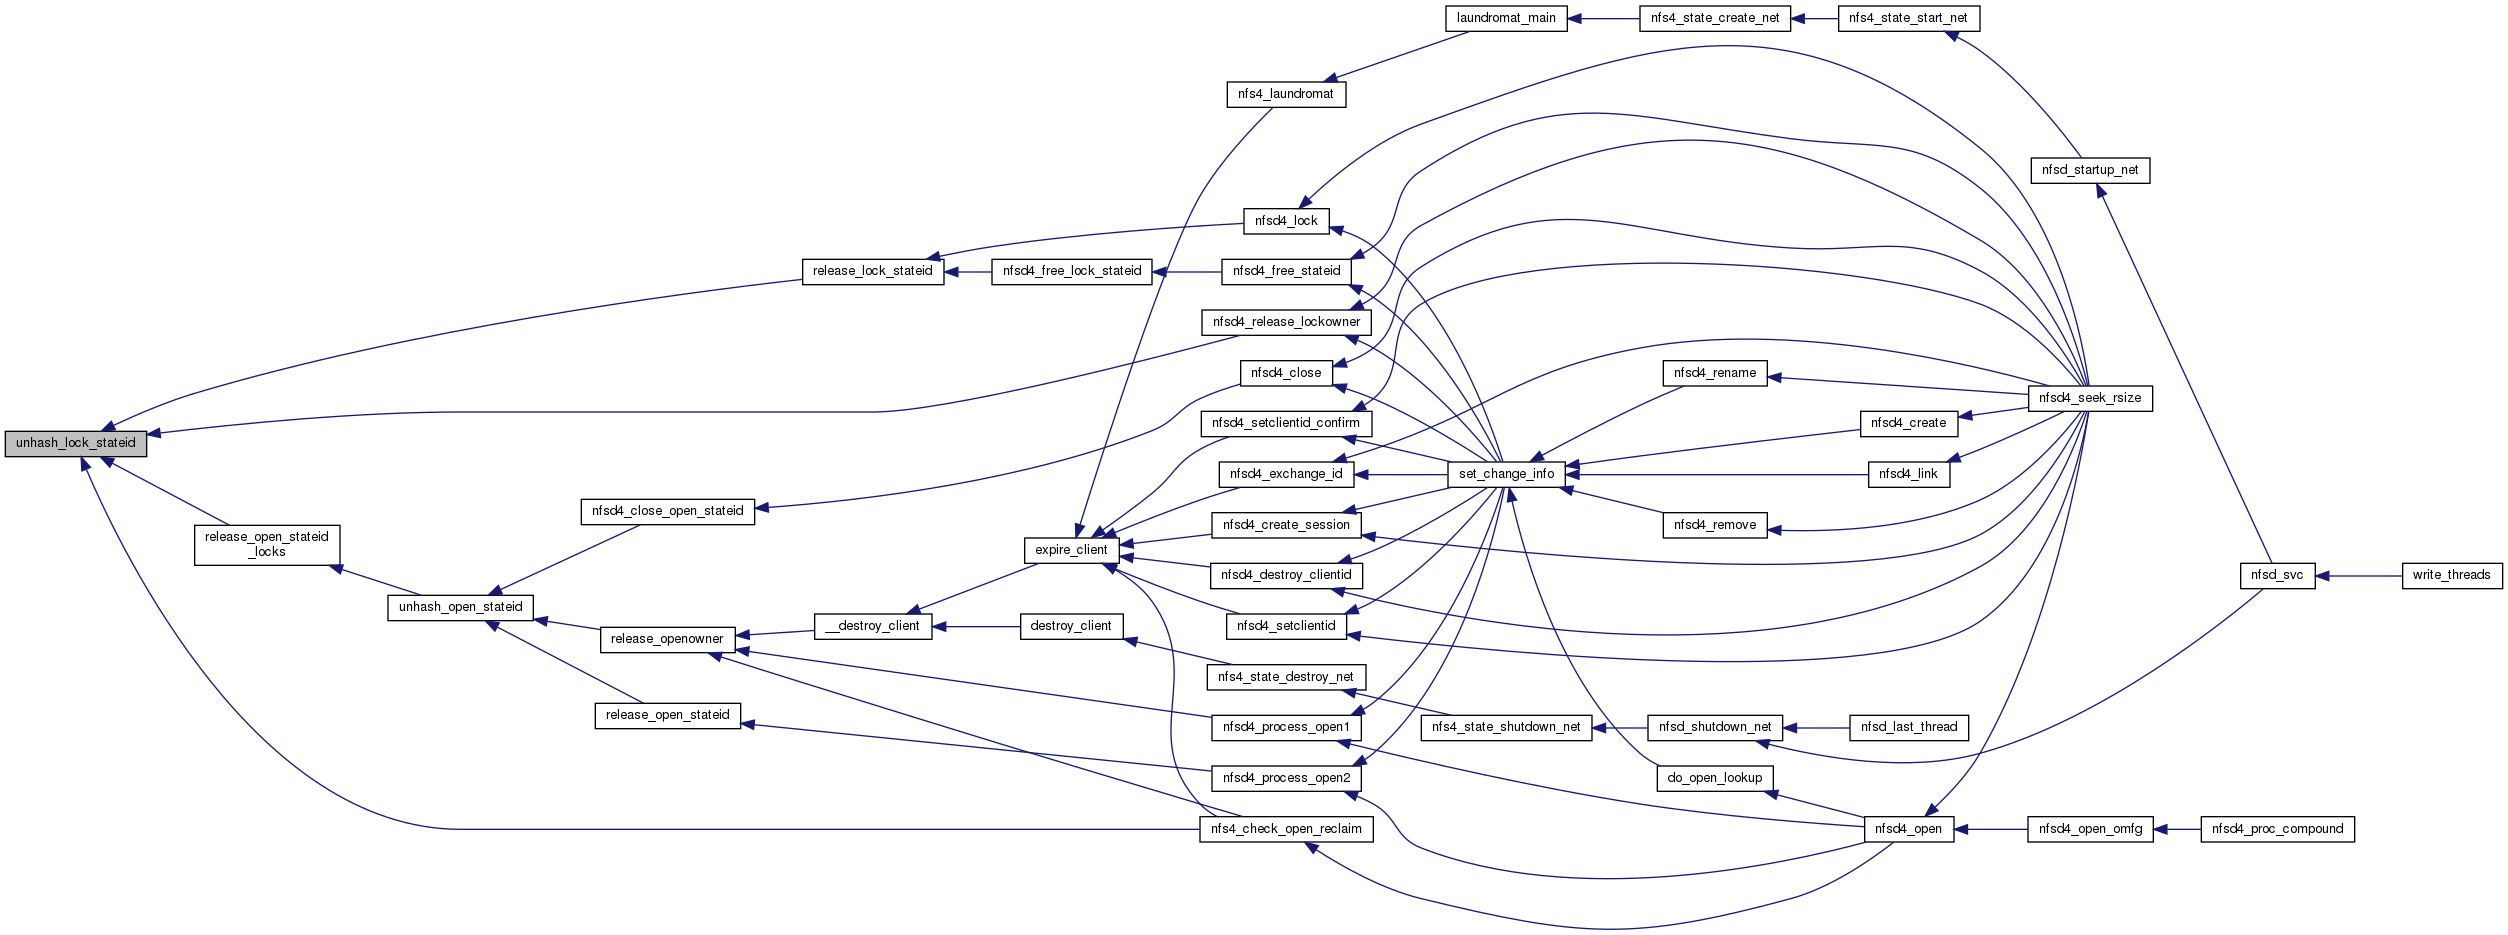 laundromat_main
nfs4_state_create_net
nfs4_state_start_net
nfs4_laundromat
nfsd_startup_net
nfsd4_lock
release_lock_stateid
nfsd4_free_lock_stateid
nfsd4_free_stateid
nfsd4_release_lockowner
nfsd4_close
nfsd4_rename
nfsd4_seek_rsize
nfsd4_setclientid_confirm
nfsd4_create
unhash_lock_stateid
nfsd4_exchange_id
set_change_info
nfsd4_link
nfsd4_close_open_stateid
nfsd4_create_session
nfsd4_remove
release_open_stateid
_locks
expire_client
nfsd4_destroy_clientid
nfsd_svc
write_threads
unhash_open_stateid
__destroy_client
destroy_client
nfsd4_setclientid
release_openowner
nfs4_state_destroy_net
release_open_stateid
nfsd4_process_open1
nfs4_state_shutdown_net
nfsd_shutdown_net
nfsd_last_thread
nfsd4_process_open2
do_open_lookup
nfs4_check_open_reclaim
nfsd4_open
nfsd4_open_omfg
nfsd4_proc_compound